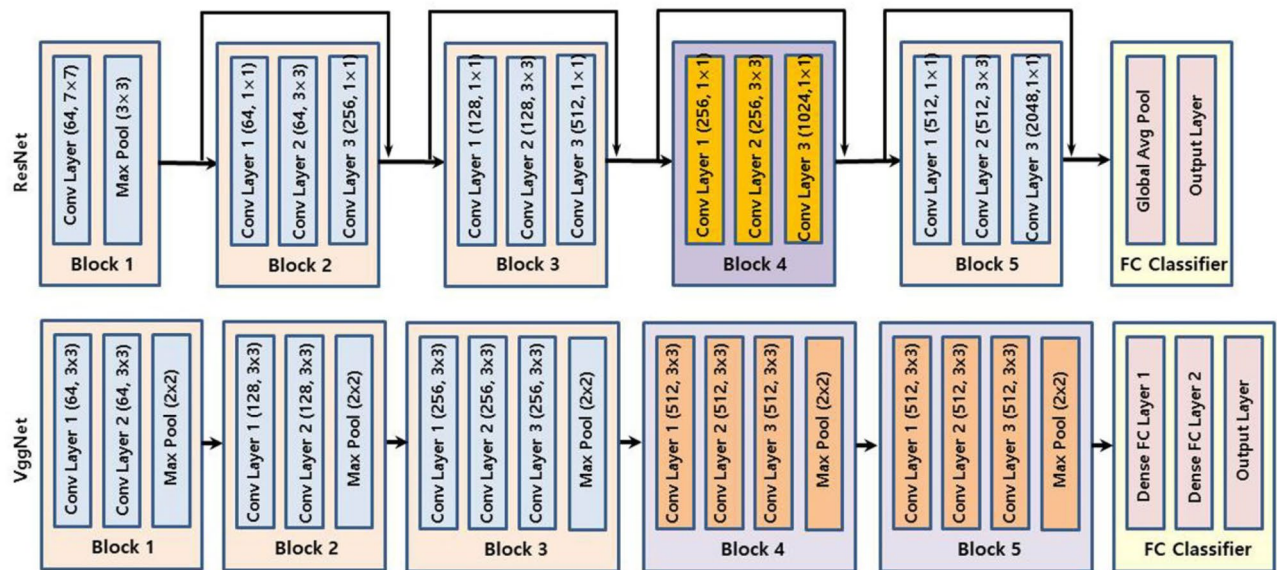 ResNet
Conv Layer (64, 7×7)
Max Pool (3×3)
Block 1
Conv Layer 1 (64, 1×1)
Conv Layer 2 (64, 3×3)
Conv Layer 3 (256, 1×1)
Block 2
Conv Layer 1 (128, 1×1)
Conv Layer 2 (128, 3×3)
Conv Layer 3 (512, 1×1)
Block 3
Conv Layer 1 (256, 1×1)
Conv Layer 2 (256, 3×3)
Conv Layer 3 (1024,1×1)
Block 4
Conv Layer 1 (512, 1×1)
Conv Layer 2 (512, 3×3)
Conv Layer 3 (2048,1×1)
Block 5
Global Avg Pool
Output Layer
FC Classifier
VggNet
Conv Layer 1 (64, 3x3)
Conv Layer 2 (64, 3x3)
Max Pool (2x2)
Block 1
Conv Layer 1 (128, 3x3)
Conv Layer 2 (128, 3x3)
Max Pool (2x2)
Block 2
Conv Layer 1 (256, 3x3)
Conv Layer 2 (256, 3x3)
Conv Layer 3 (256, 3x3)
Max Pool (2x2)
Block 3
Conv Layer 1 (512, 3x3)
Conv Layer 2 (512, 3x3)
Conv Layer 3 (512, 3x3)
Max Pool (2x2)
Block 4
Conv Layer 1 (512, 3x3)
Conv Layer 2 (512, 3x3)
Conv Layer 3 (512, 3x3)
Max Pool (2x2)
Block 5
Dense FC Layer 1
Dense FC Layer 2
Output Layer
FC Classifier